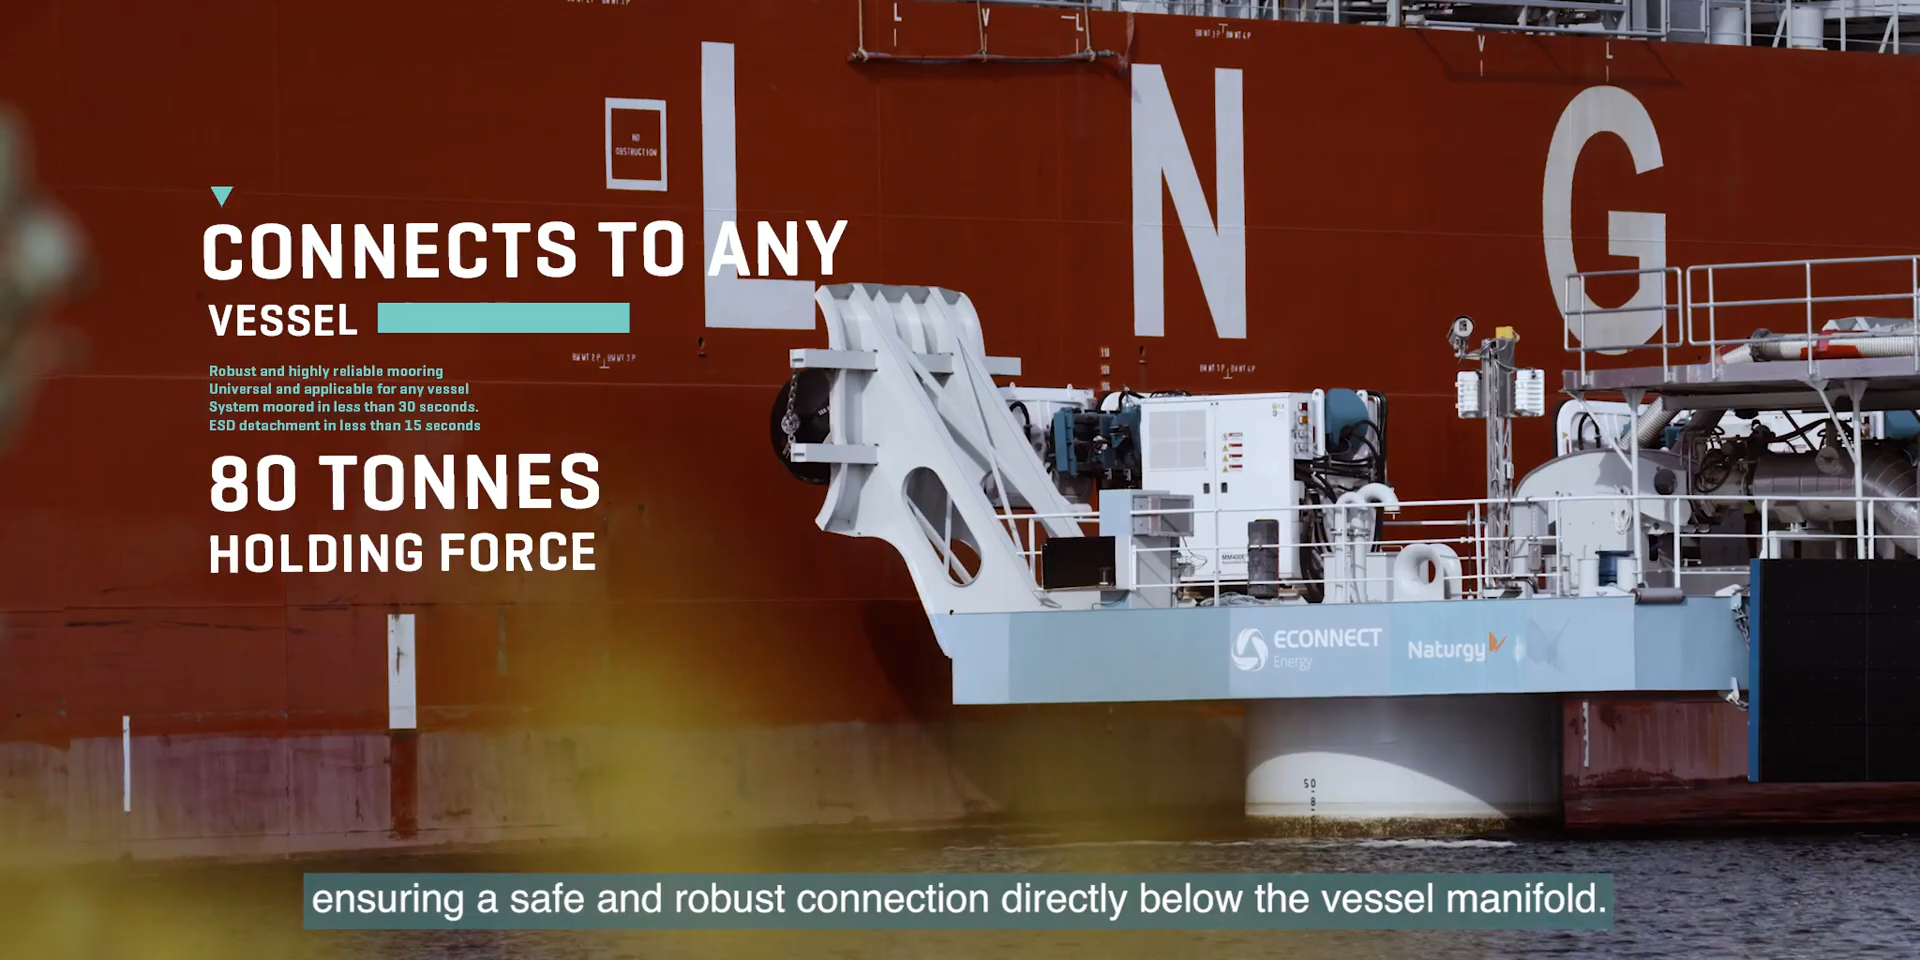 L N G
NO
OBSTRUCTION
CONNECTS TO ANY
VESSEL
Robust and highly reliable mooring
Universal and applicable for any vessel
System moored in less than 30 seconds.
ESD detachment in less than 15 seconds
80 TONNES
HOLDING FORCE
ECONNECT
Energy
Naturgy
50
ensuring a safe and robust connection directly below the vessel manifold.